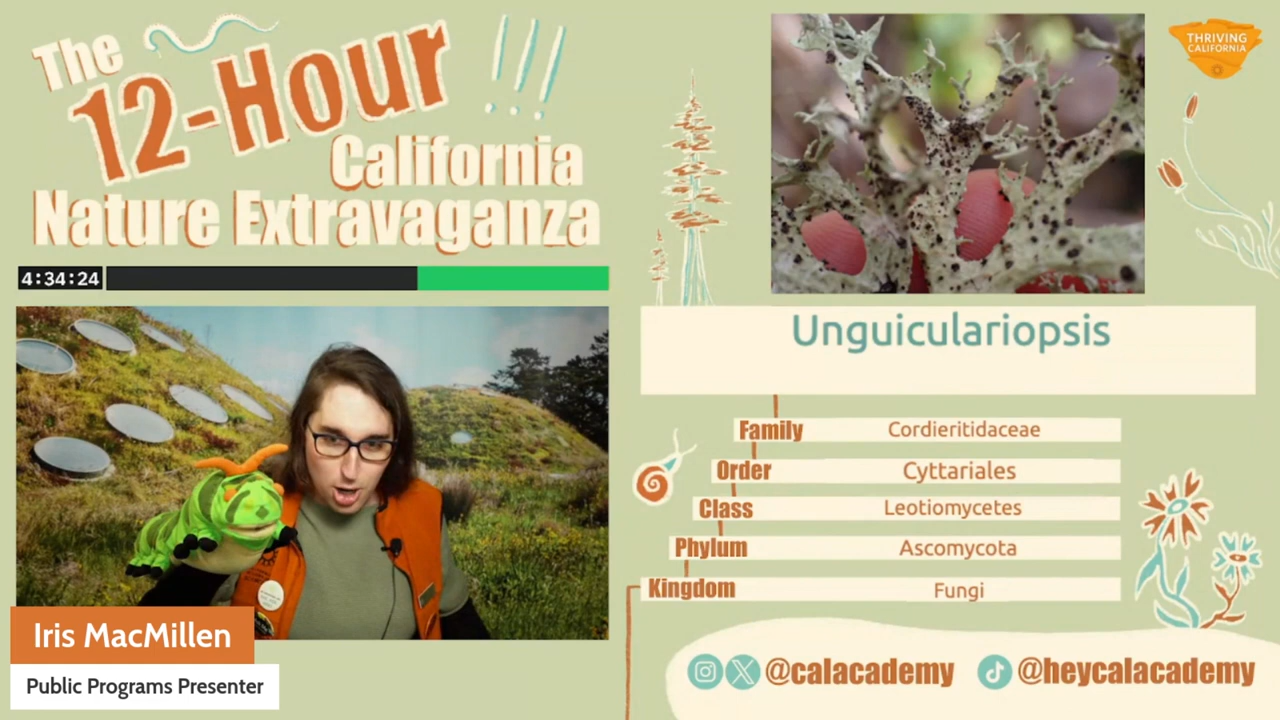 The
12-Hour !!!
California
Nature Extravaganza
4:34:24
THRIVING
CALIFORNIA
Unguiculariopsis
Family Cordieritidaceae
Order Cyttariales
Class Leotiomycetes
Phylum Ascomycota
Kingdom Fungi
Iris MacMillen
Public Programs Presenter
@calacademy @heycalacademy